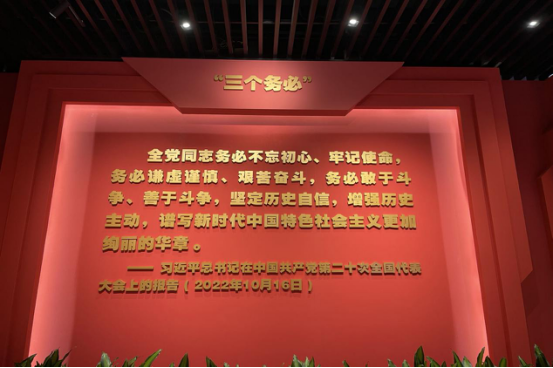 “三个务必”
全党同志务必不忘初心、牢记使命，
务必谦虚谨慎、艰苦奋斗，务必敢于斗
争、善于斗争，坚定历史自信，增强历史
主动，谱写新时代中国特色社会主义更加
绚丽的华章。
—— 习近平总书记在中国共产党第二十次全国代表
大会上的报告（2022年10月16日）